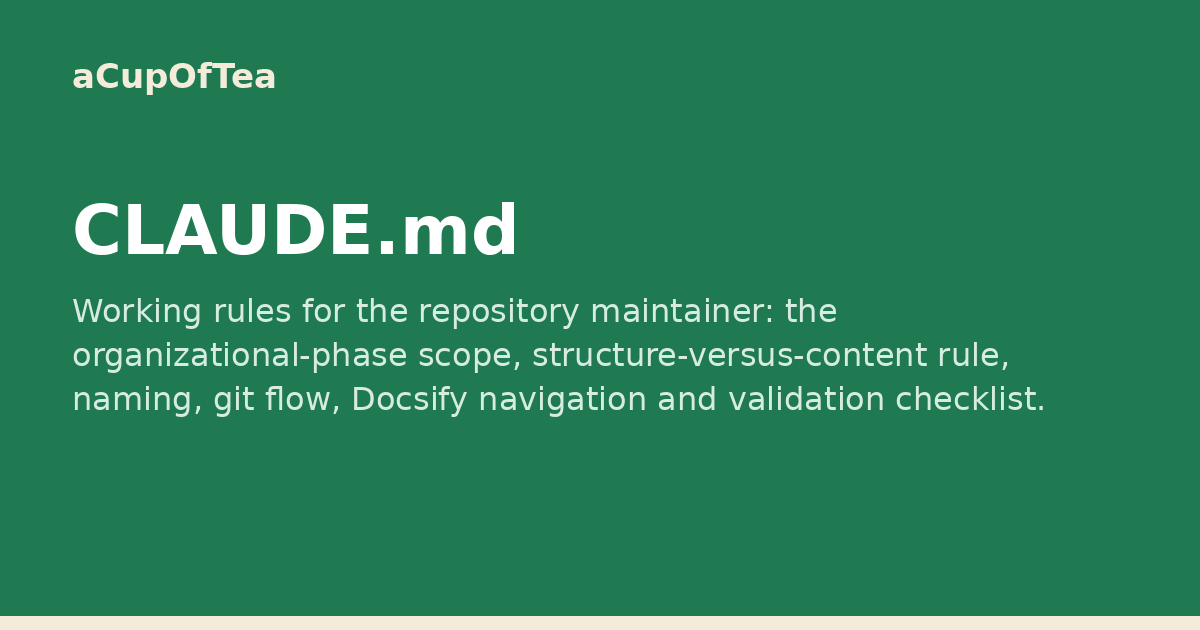 aCupOfTea
CLAUDE.md
Working rules for the repository maintainer: the
organizational-phase scope, structure-versus-content rule,
naming, git flow, Docsify navigation and validation checklist.